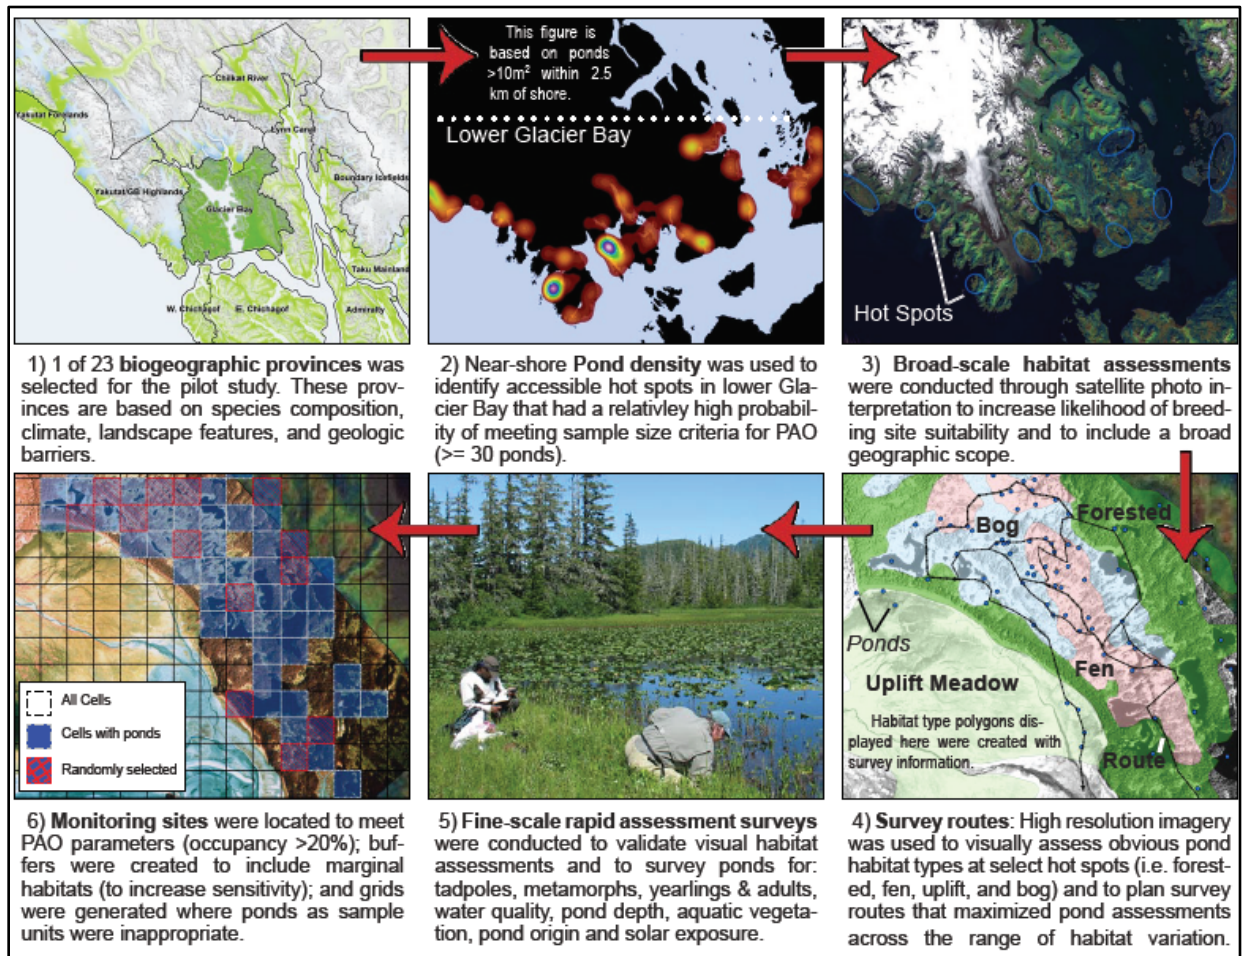 Chilkat River
Yakutat Forelands
Lynn Canal
Boundary Icefields
Yakutat/GB Highlands
Glacier Bay
Taku Mainland
W. Chichagof
E. Chichagof
Admiralty
This figure is
based on ponds
>10m² within 2.5
km of shore.
Lower Glacier Bay
Hot Spots
1) 1 of 23 biogeographic provinces was
selected for the pilot study. These prov-
inces are based on species composition,
climate, landscape features, and geologic
barriers.
2) Near-shore Pond density was used to
identify accessible hot spots in lower Gla-
cier Bay that had a relativley high probabil-
ity of meeting sample size criteria for PAO
(>= 30 ponds).
3) Broad-scale habitat assessments
were conducted through satellite photo in-
terpretation to increase likelihood of breed-
ing site suitability and to include a broad
geographic scope.
All Cells
Cells with ponds
Randomly selected
Bog
Forested
Ponds
Fen
Uplift Meadow
Habitat type polygons dis-
played here were created with
survey information.
Route
6) Monitoring sites were located to meet
PAO parameters (occupancy >20%); buf-
fers were created to include marginal
habitats (to increase sensitivity); and grids
were generated where ponds as sample
units were inappropriate.
5) Fine-scale rapid assessment surveys
were conducted to validate visual habitat
assessments and to survey ponds for:
tadpoles, metamorphs, yearlings & adults,
water quality, pond depth, aquatic vegeta-
tion, pond origin and solar exposure.
4) Survey routes: High resolution imagery
was used to visually assess obvious pond
habitat types at select hot spots (i.e. forest-
ed, fen, uplift, and bog) and to plan survey
routes that maximized pond assessments
across the range of habitat variation.